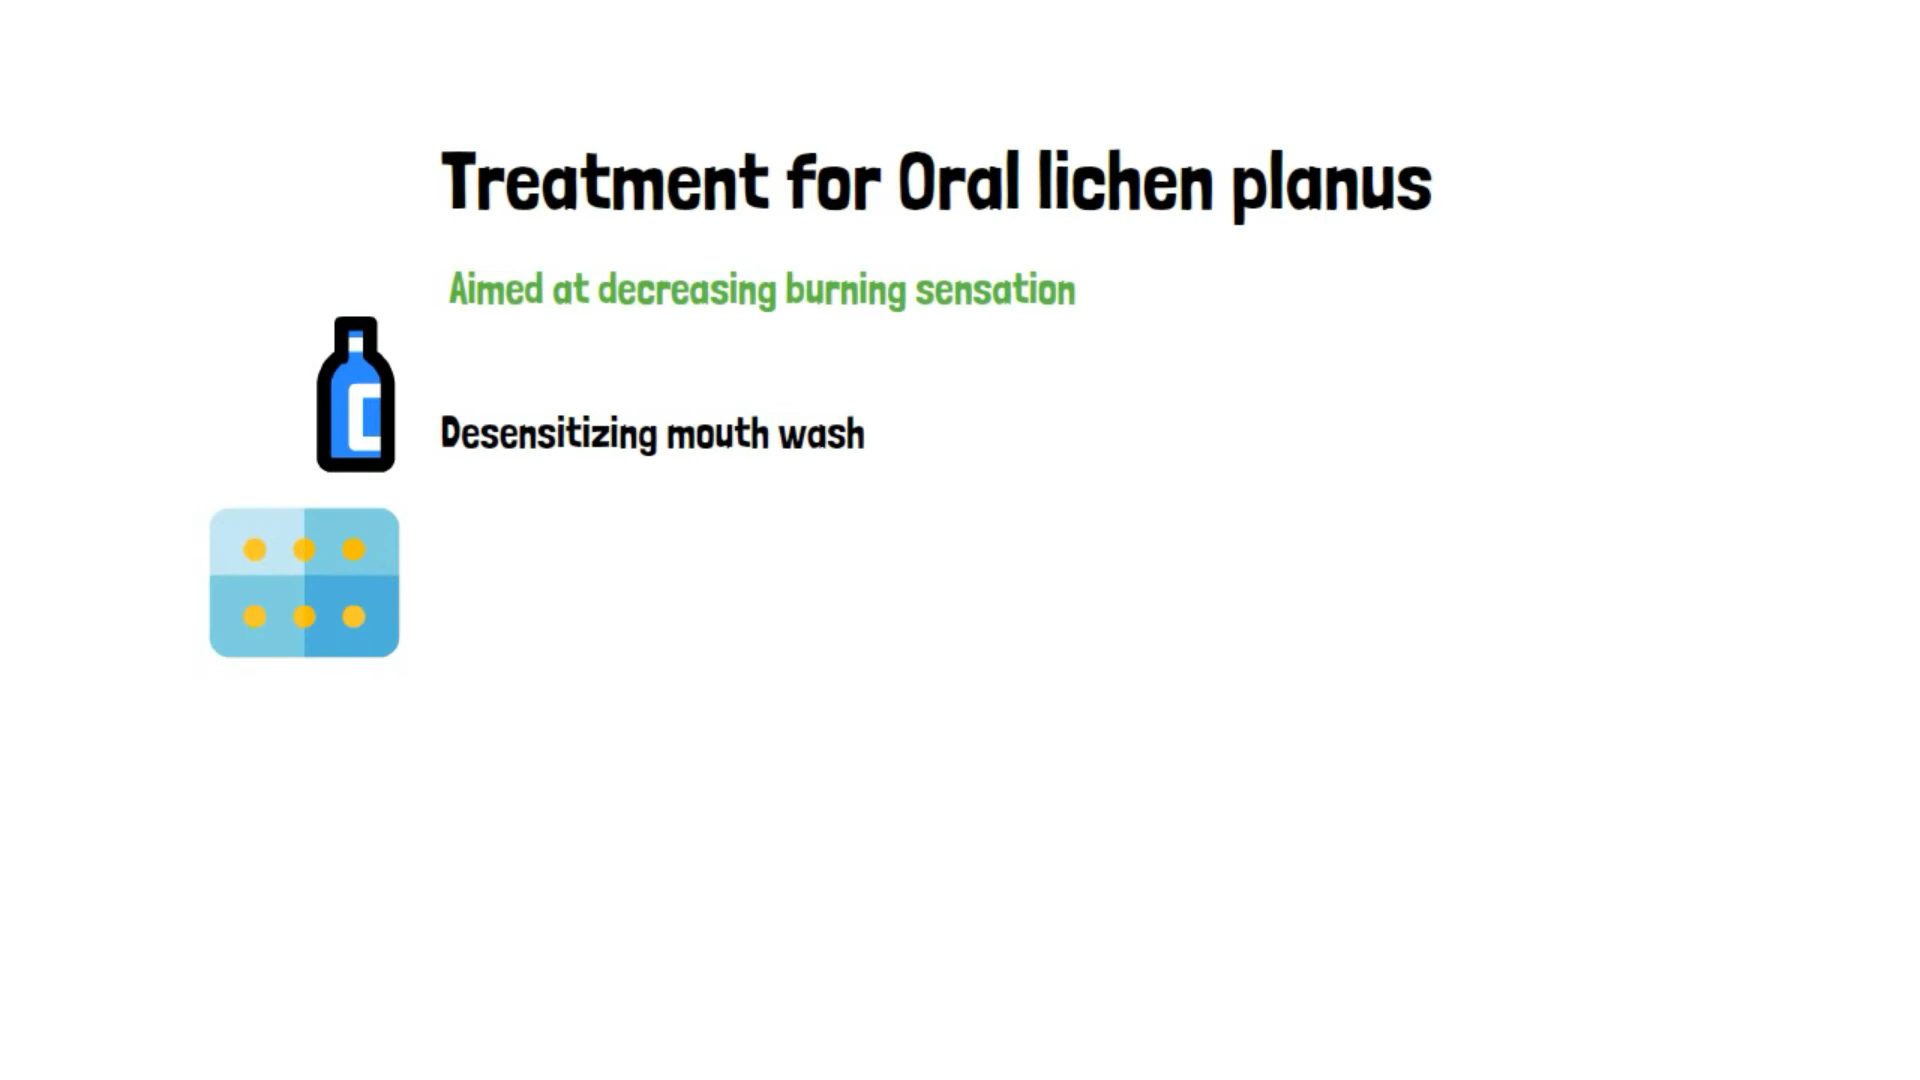 Treatment for Oral lichen planus
Aimed at decreasing burning sensation
Desensitizing mouth wash